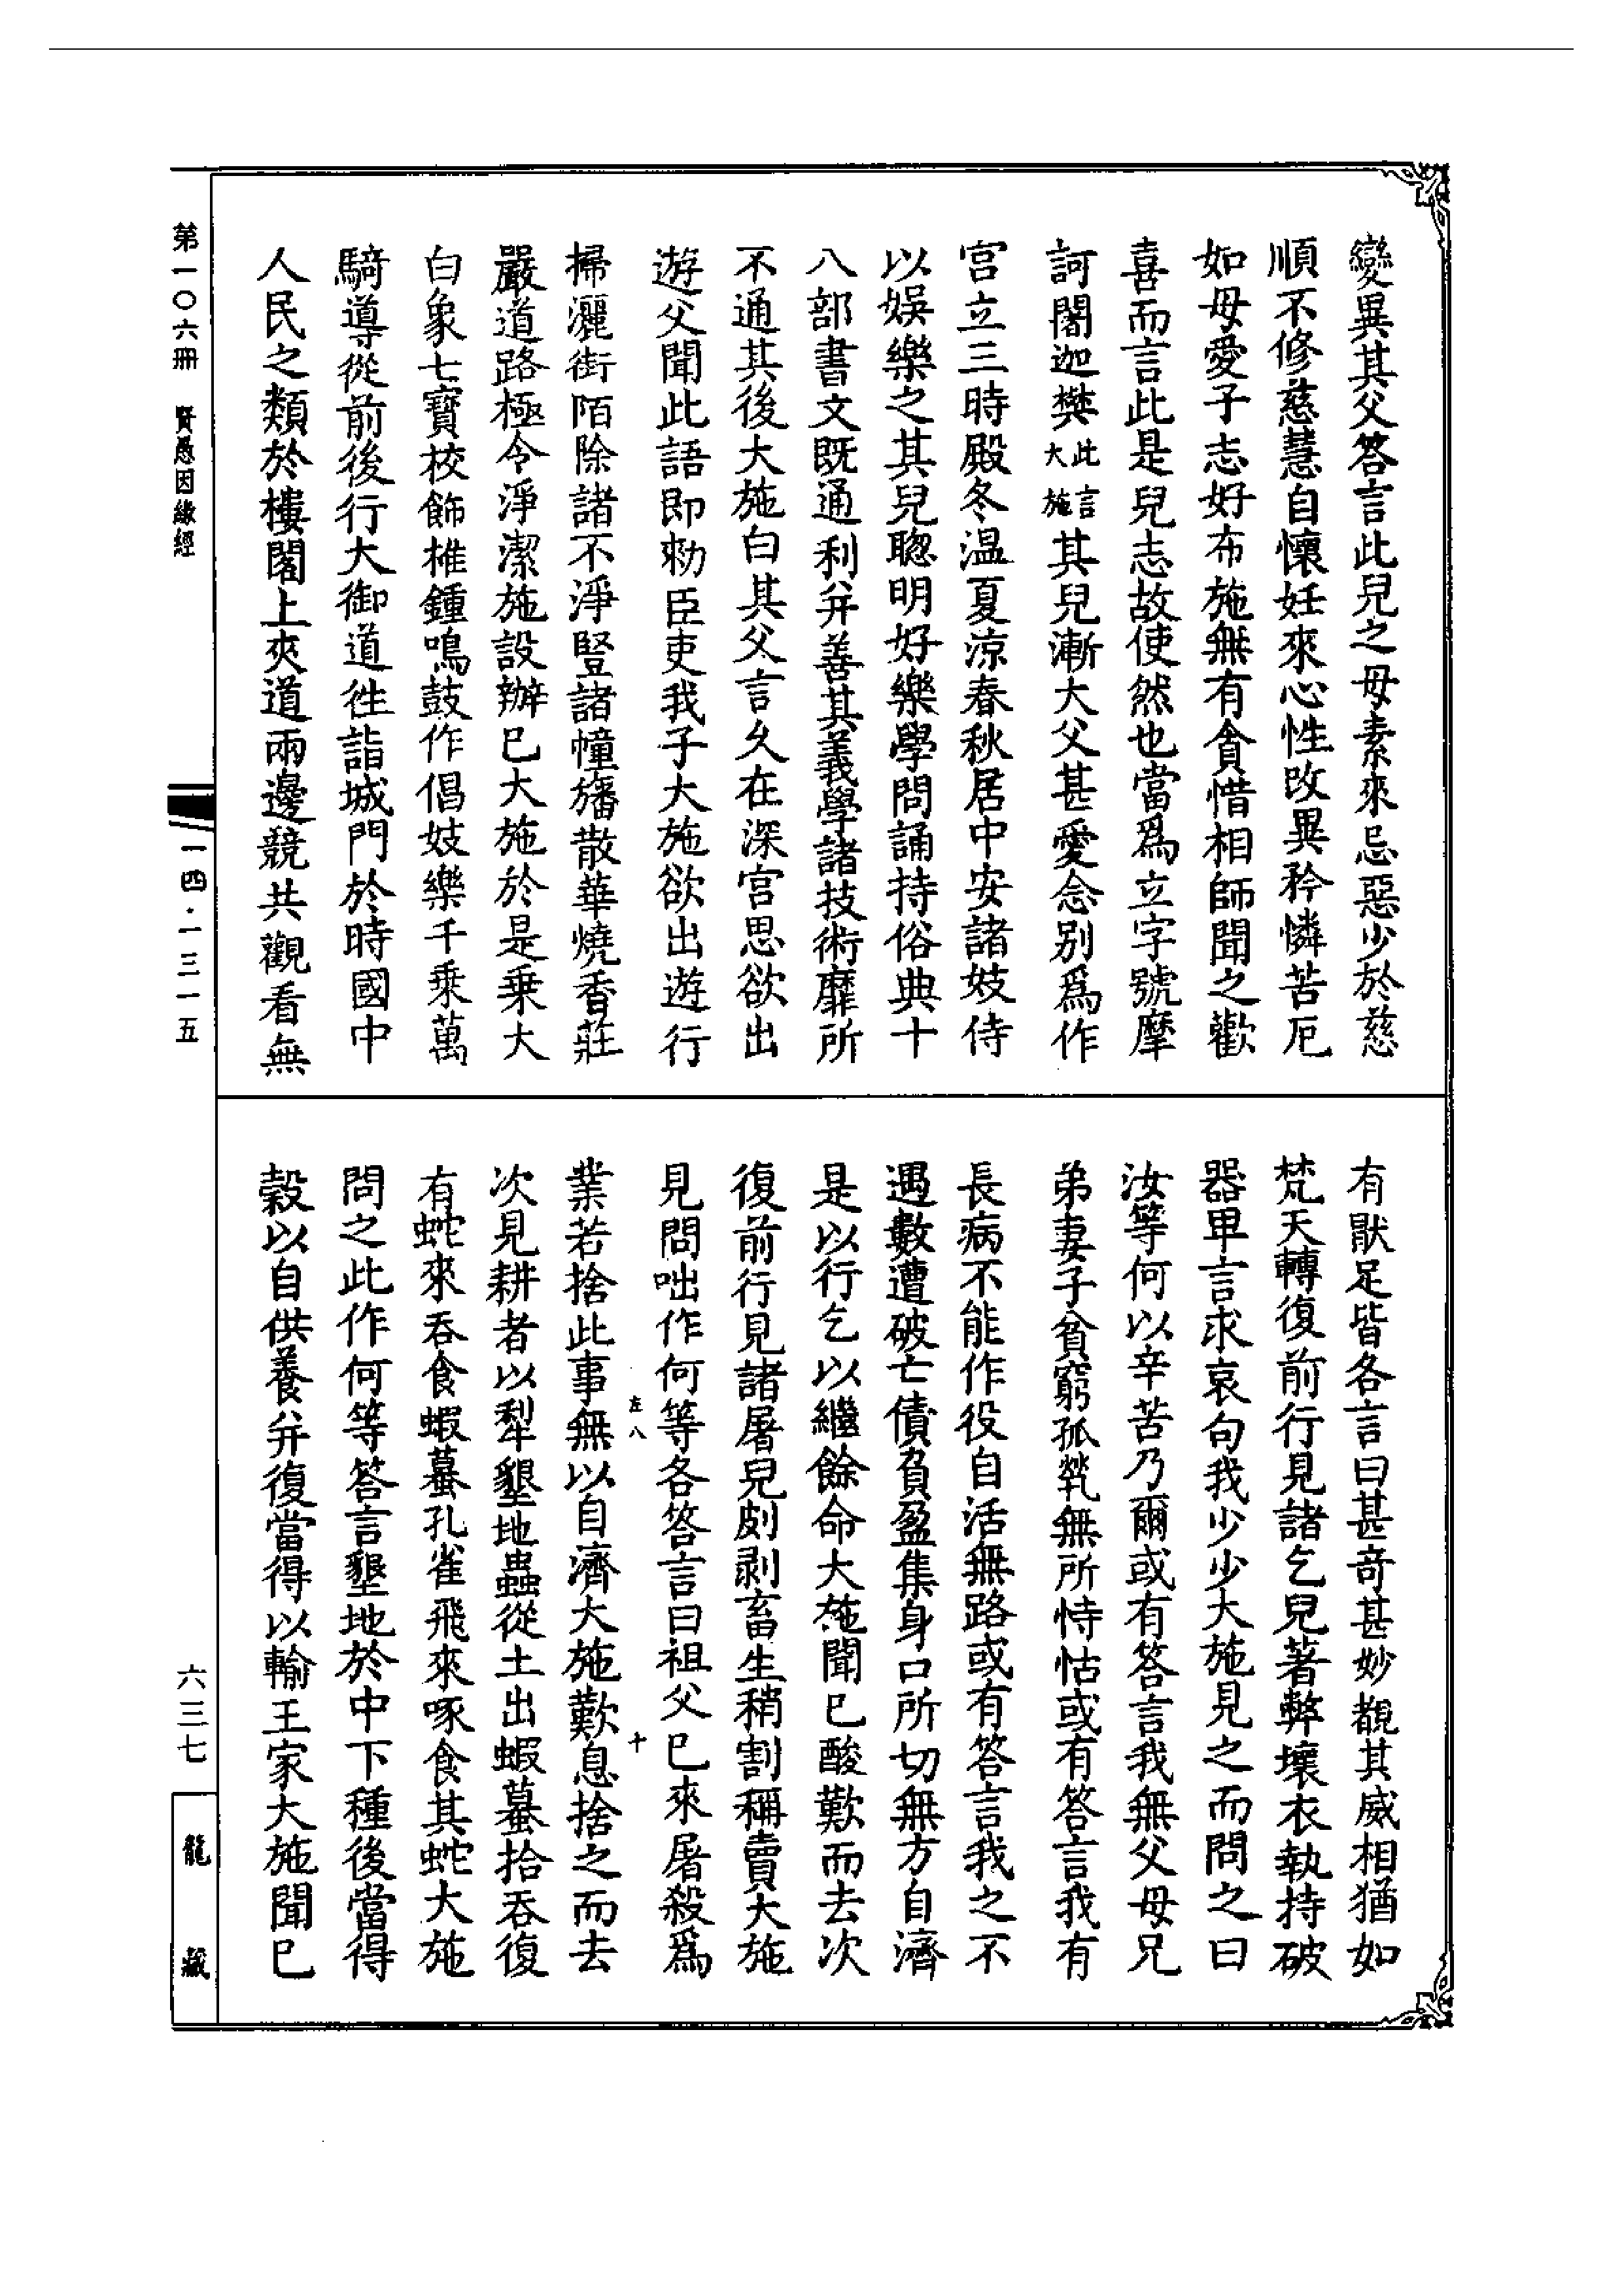 變異其父答言此兒之母素來忌惡少於慈
順不修慈慧自懷妊來心性改異矜憐苦厄
如母愛子志好布施無有貪惜相師聞之歡
喜而言此是兒志故使然也當爲立字號摩
訶闍迦樊此言大施其兒漸大父甚愛念別爲作
宮立三時殿冬温夏涼春秋居中安諸妓侍
以娛樂之其兒聰明好樂學問誦持俗典十
八部書文既通利并善其義學諸技術靡所
不通其後大施白其父言久在深宮思欲出
遊父聞此語即勑臣吏我子大施欲出遊行
掃灑街陌除諸不淨豎諸幢旛散華燒香莊
嚴道路極令淨潔施設辦已大施於是乗大
白象七寶校飾椎鍾鳴鼓作倡妓樂千乗萬
騎導從前後行大御道徃詣城門於時國中
人民之類於樓閣上夾道兩邊競共觀看無
有猒足皆各言曰甚奇甚妙覩其威相猶如
梵天轉復前行見諸乞兒著弊壞衣執持破
器卑言求哀句我少少大施見之而問之曰
汝等何以辛苦乃爾或有答言我無父母兄
弟妻子貧窮孤煢無所恃怙或有答言我有
長病不能作役自活無路或有答言我之不
遇數遭破亡債負盈集身口所切無方自濟
是以行乞以繼餘命大施聞已酸歎而去次
復前行見諸屠兒剫剥畜生稍割稱賣大施
見問咄作何等各答言曰祖父已來屠殺爲
業若捨此事無以自濟大施歎息捨之而去
左八 十
次見耕者以犁墾地蟲從土出蝦蟇拾吞復
有蛇來吞食蝦蟇孔雀飛來啄食其蛇大施
問之此作何等答言墾地於中下種後當得
穀以自供養并復當得以輸王家大施聞已
第一〇六册 賢愚因緣經
一四·一三一五
六三七
龍藏